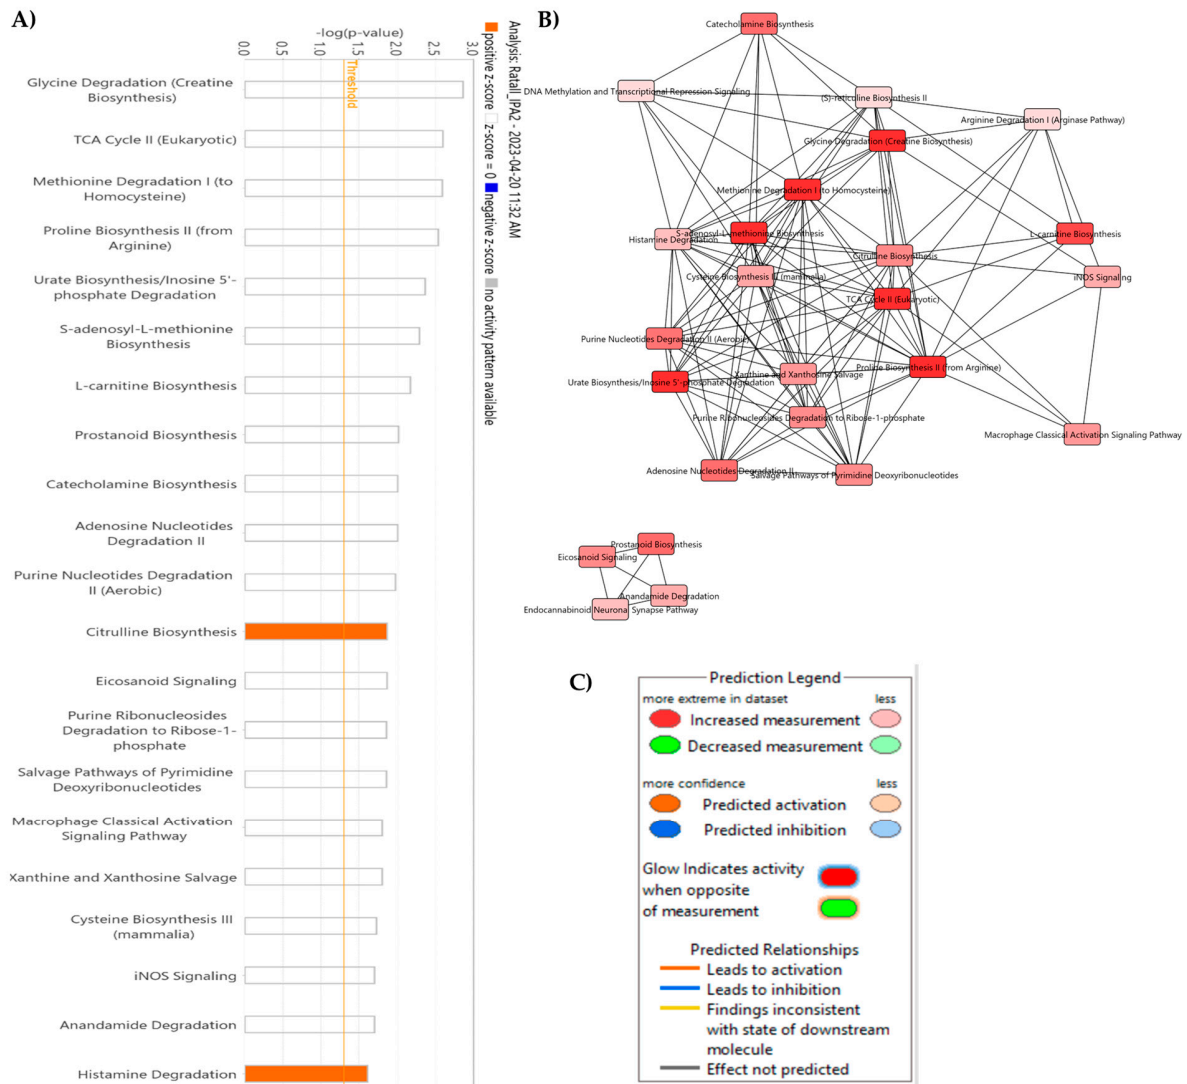 A)
-log(p-value)
0.0
0.5
1.0
1.5
2.0
2.5
3.0
Threshold
Glycine Degradation (Creatine
Biosynthesis)
TCA Cycle II (Eukaryotic)
Methionine Degradation I (to
Homocysteine)
Proline Biosynthesis II (from
Arginine)
Urate Biosynthesis/Inosine 5'-
phosphate Degradation
S-adenosyl-L-methionine
Biosynthesis
L-carnitine Biosynthesis
Prostanoid Biosynthesis
Catecholamine Biosynthesis
Adenosine Nucleotides
Degradation II
Purine Nucleotides Degradation
II (Aerobic)
Citrulline Biosynthesis
Eicosanoid Signaling
Purine Ribonucleosides
Degradation to Ribose-1-
phosphate
Salvage Pathways of Pyrimidine
Deoxyribonucleotides
Macrophage Classical Activation
Signaling Pathway
Xanthine and Xanthosine Salvage
Cysteine Biosynthesis III
(mammalia)
iNOS Signaling
Anandamide Degradation
Histamine Degradation
Analysis: Ratall_IPA2 - 2023-04-20 11:32 AM
positive z-score z-score = 0 negative z-score no activity pattern available
B)
Catecholamine Biosynthesis
DNA Methylation and Transcriptional Repression Signaling
(S)-reticuline Biosynthesis II
Arginine Degradation I (Arginase Pathway)
Glycine Degradation (Creatine Biosynthesis)
Methionine Degradation I (to Homocysteine)
S-adenosyl-L-methionine Biosynthesis
L-carnitine Biosynthesis
Histamine Degradation
Citrulline Biosynthesis
Cysteine Biosynthesis III (mammalia)
iNOS Signaling
TCA Cycle II (Eukaryotic)
Purine Nucleotides Degradation II (Aerobic)
Proline Biosynthesis II (from Arginine)
Xanthine and Xanthosine Salvage
Urate Biosynthesis/Inosine 5'-phosphate Degradation
Purine Ribonucleosides Degradation to Ribose-1-phosphate
Macrophage Classical Activation Signaling Pathway
Adenosine Nucleotides Degradation II
Salvage Pathways of Pyrimidine Deoxyribonucleotides
Prostanoid Biosynthesis
Eicosanoid Signaling
Anandamide Degradation
Endocannabinoid Neurona Synapse Pathway
C)
Prediction Legend
more extreme in dataset less
Increased measurement
Decreased measurement
more confidence less
Predicted activation
Predicted inhibition
Glow Indicates activity
when opposite
of measurement
Predicted Relationships
Leads to activation
Leads to inhibition
Findings inconsistent
with state of downstream
molecule
Effect not predicted